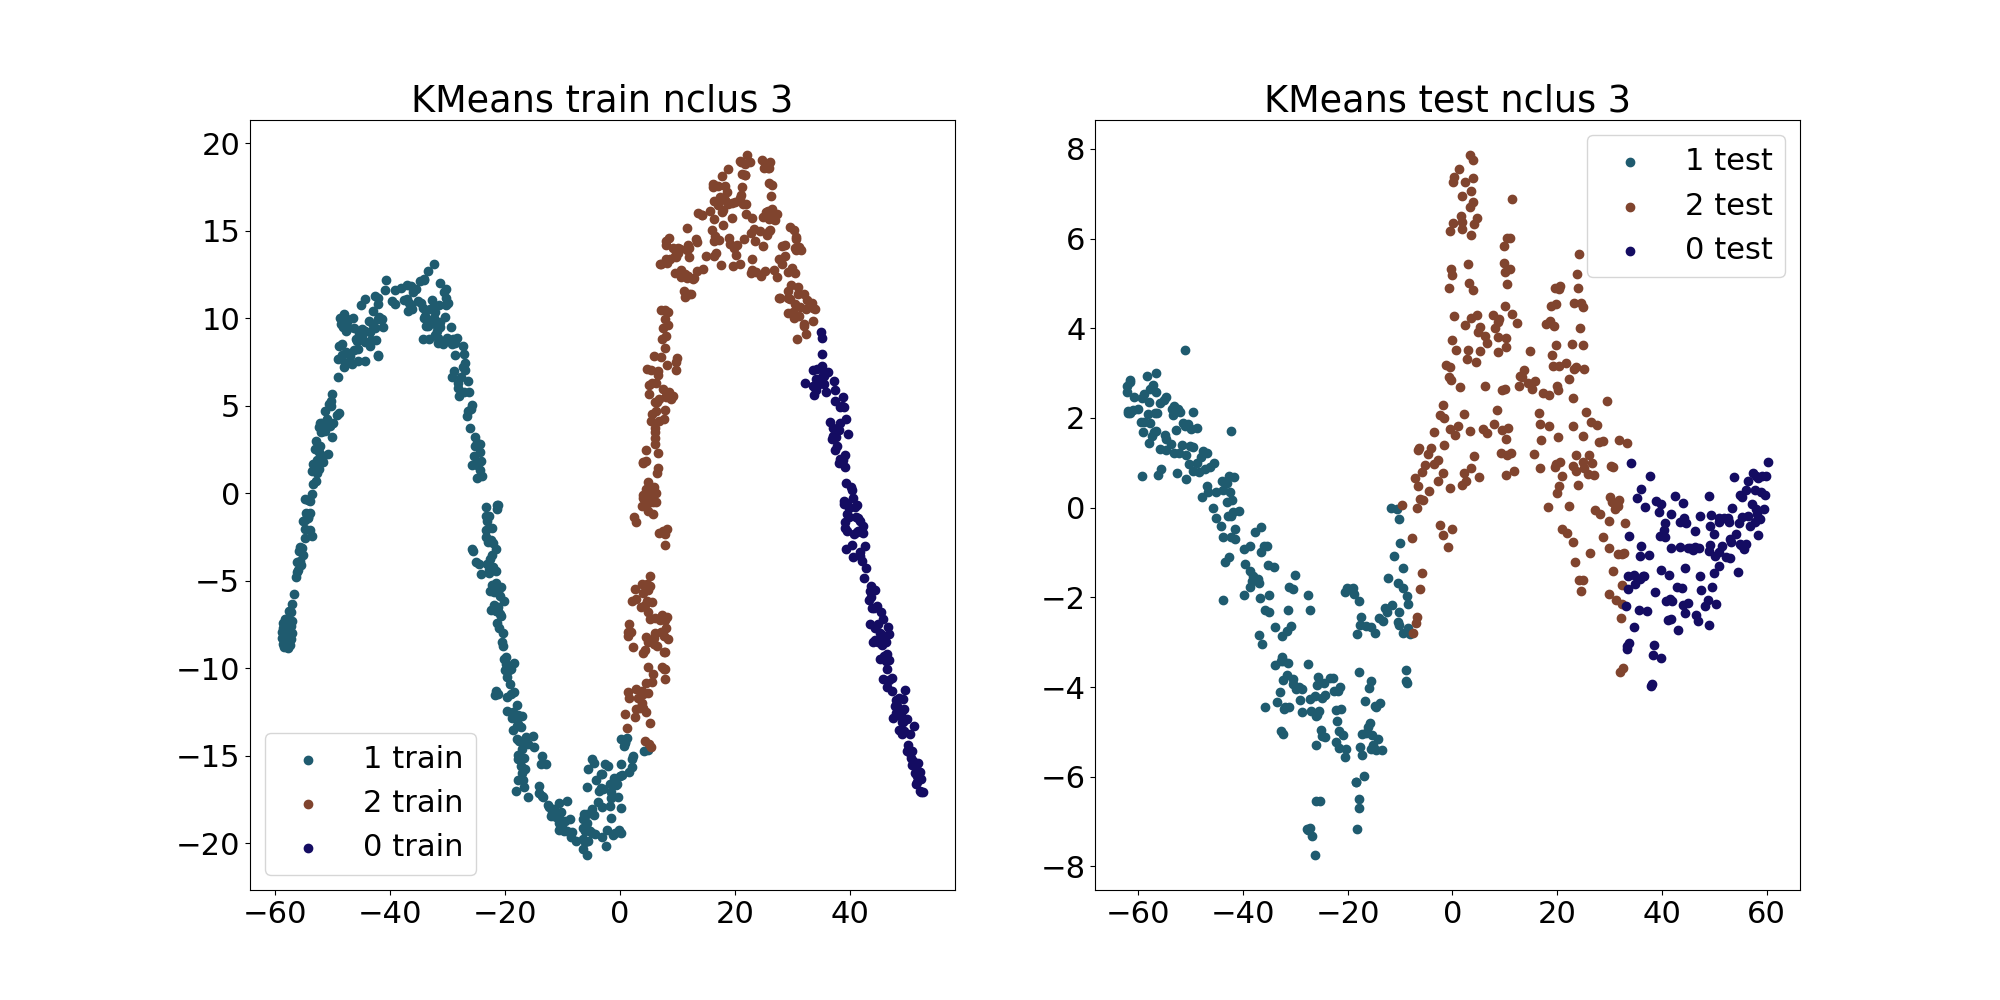 KMeans train nclus 3
20
15
10
5
0
−5
−10
−15
−20
1 train
2 train
0 train
−60 −40 −20 0 20 40
KMeans test nclus 3
8
6
4
2
0
−2
−4
−6
−8
1 test
2 test
0 test
−60 −40 −20 0 20 40 60